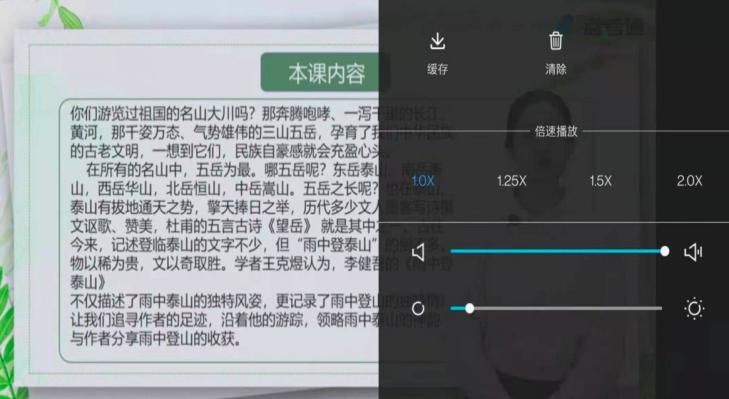 缓存
清除
本课内容
你们游览过祖国的名山大川吗？那奔腾咆哮、一泻千里的长江、
黄河，那千姿万态、气势雄伟的三山五岳，孕育了我们中华民族
的古老文明，一想到它们，民族自豪感就会充盈心头。
在所有的名山中，五岳为最。哪五岳呢？东岳泰山，南岳衡
山，西岳华山，北岳恒山，中岳嵩山。五岳之长呢？
泰山有拔地通天之势，擎天捧日之举，历代多少文人墨客写诗撰
文讴歌、赞美，杜甫的五言古诗《望岳》 就是其中之一。古往
今来，记述登临泰山的文字不少，但“雨中登泰山”的
物以稀为贵，文以奇取胜。学者王克煜认为，李健吾的《雨中登
泰山》
不仅描述了雨中泰山的独特风姿，更记录了雨中登山的
让我们追寻作者的足迹，沿着他的游踪，领略雨中泰山的神韵
与作者分享雨中登山的收获。
倍速播放
1.0X 1.25X 1.5X 2.0X